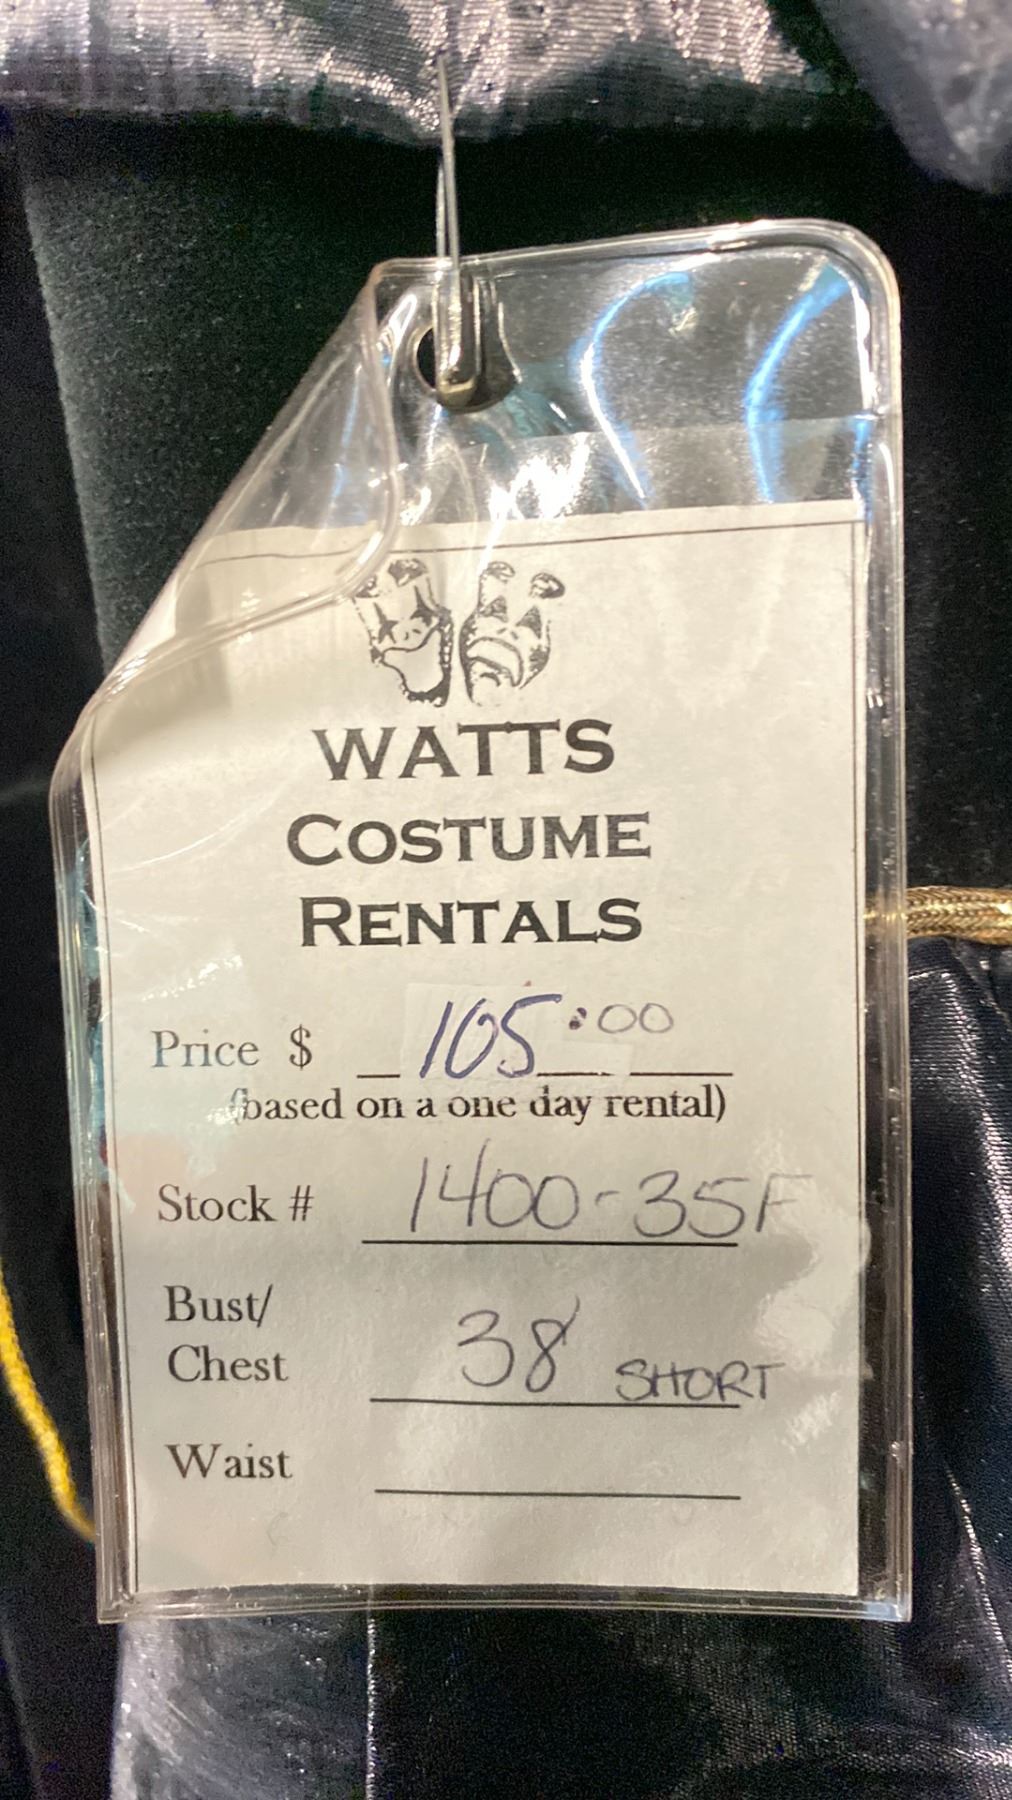 WATTS
COSTUME
RENTALS
Price $ 105.00
(based on a one day rental)
Stock # 1400-35F
Bust/
Chest 38 SHORT
Waist